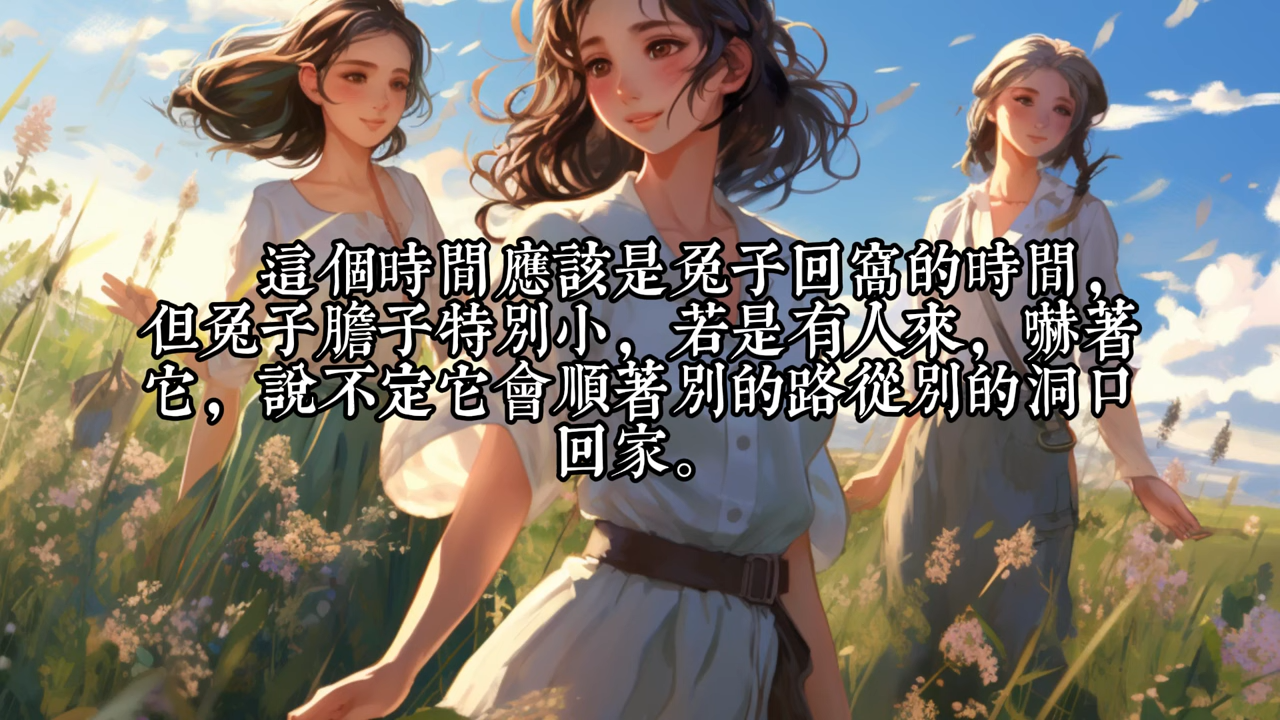 這個時間應該是兔子回窩的時間，
但兔子膽子特別小，若是有人來，嚇著
它，說不定它會順著別的路從別的洞口
回家。